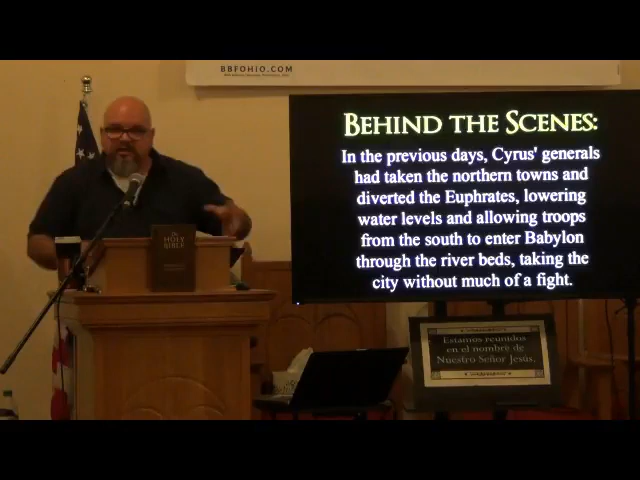 BBFOHiO.COM
BEHIND THE SCENES:
In the previous days, Cyrus' generals
had taken the northern towns and
diverted the Euphrates, lowering
water levels and allowing troops
from the south to enter Babylon
through the river beds, taking the
city without much of a fight.
The
HOLY
BIBLE
Estamos reunidos
en el nombre de
Nuestro Señor Jesús.